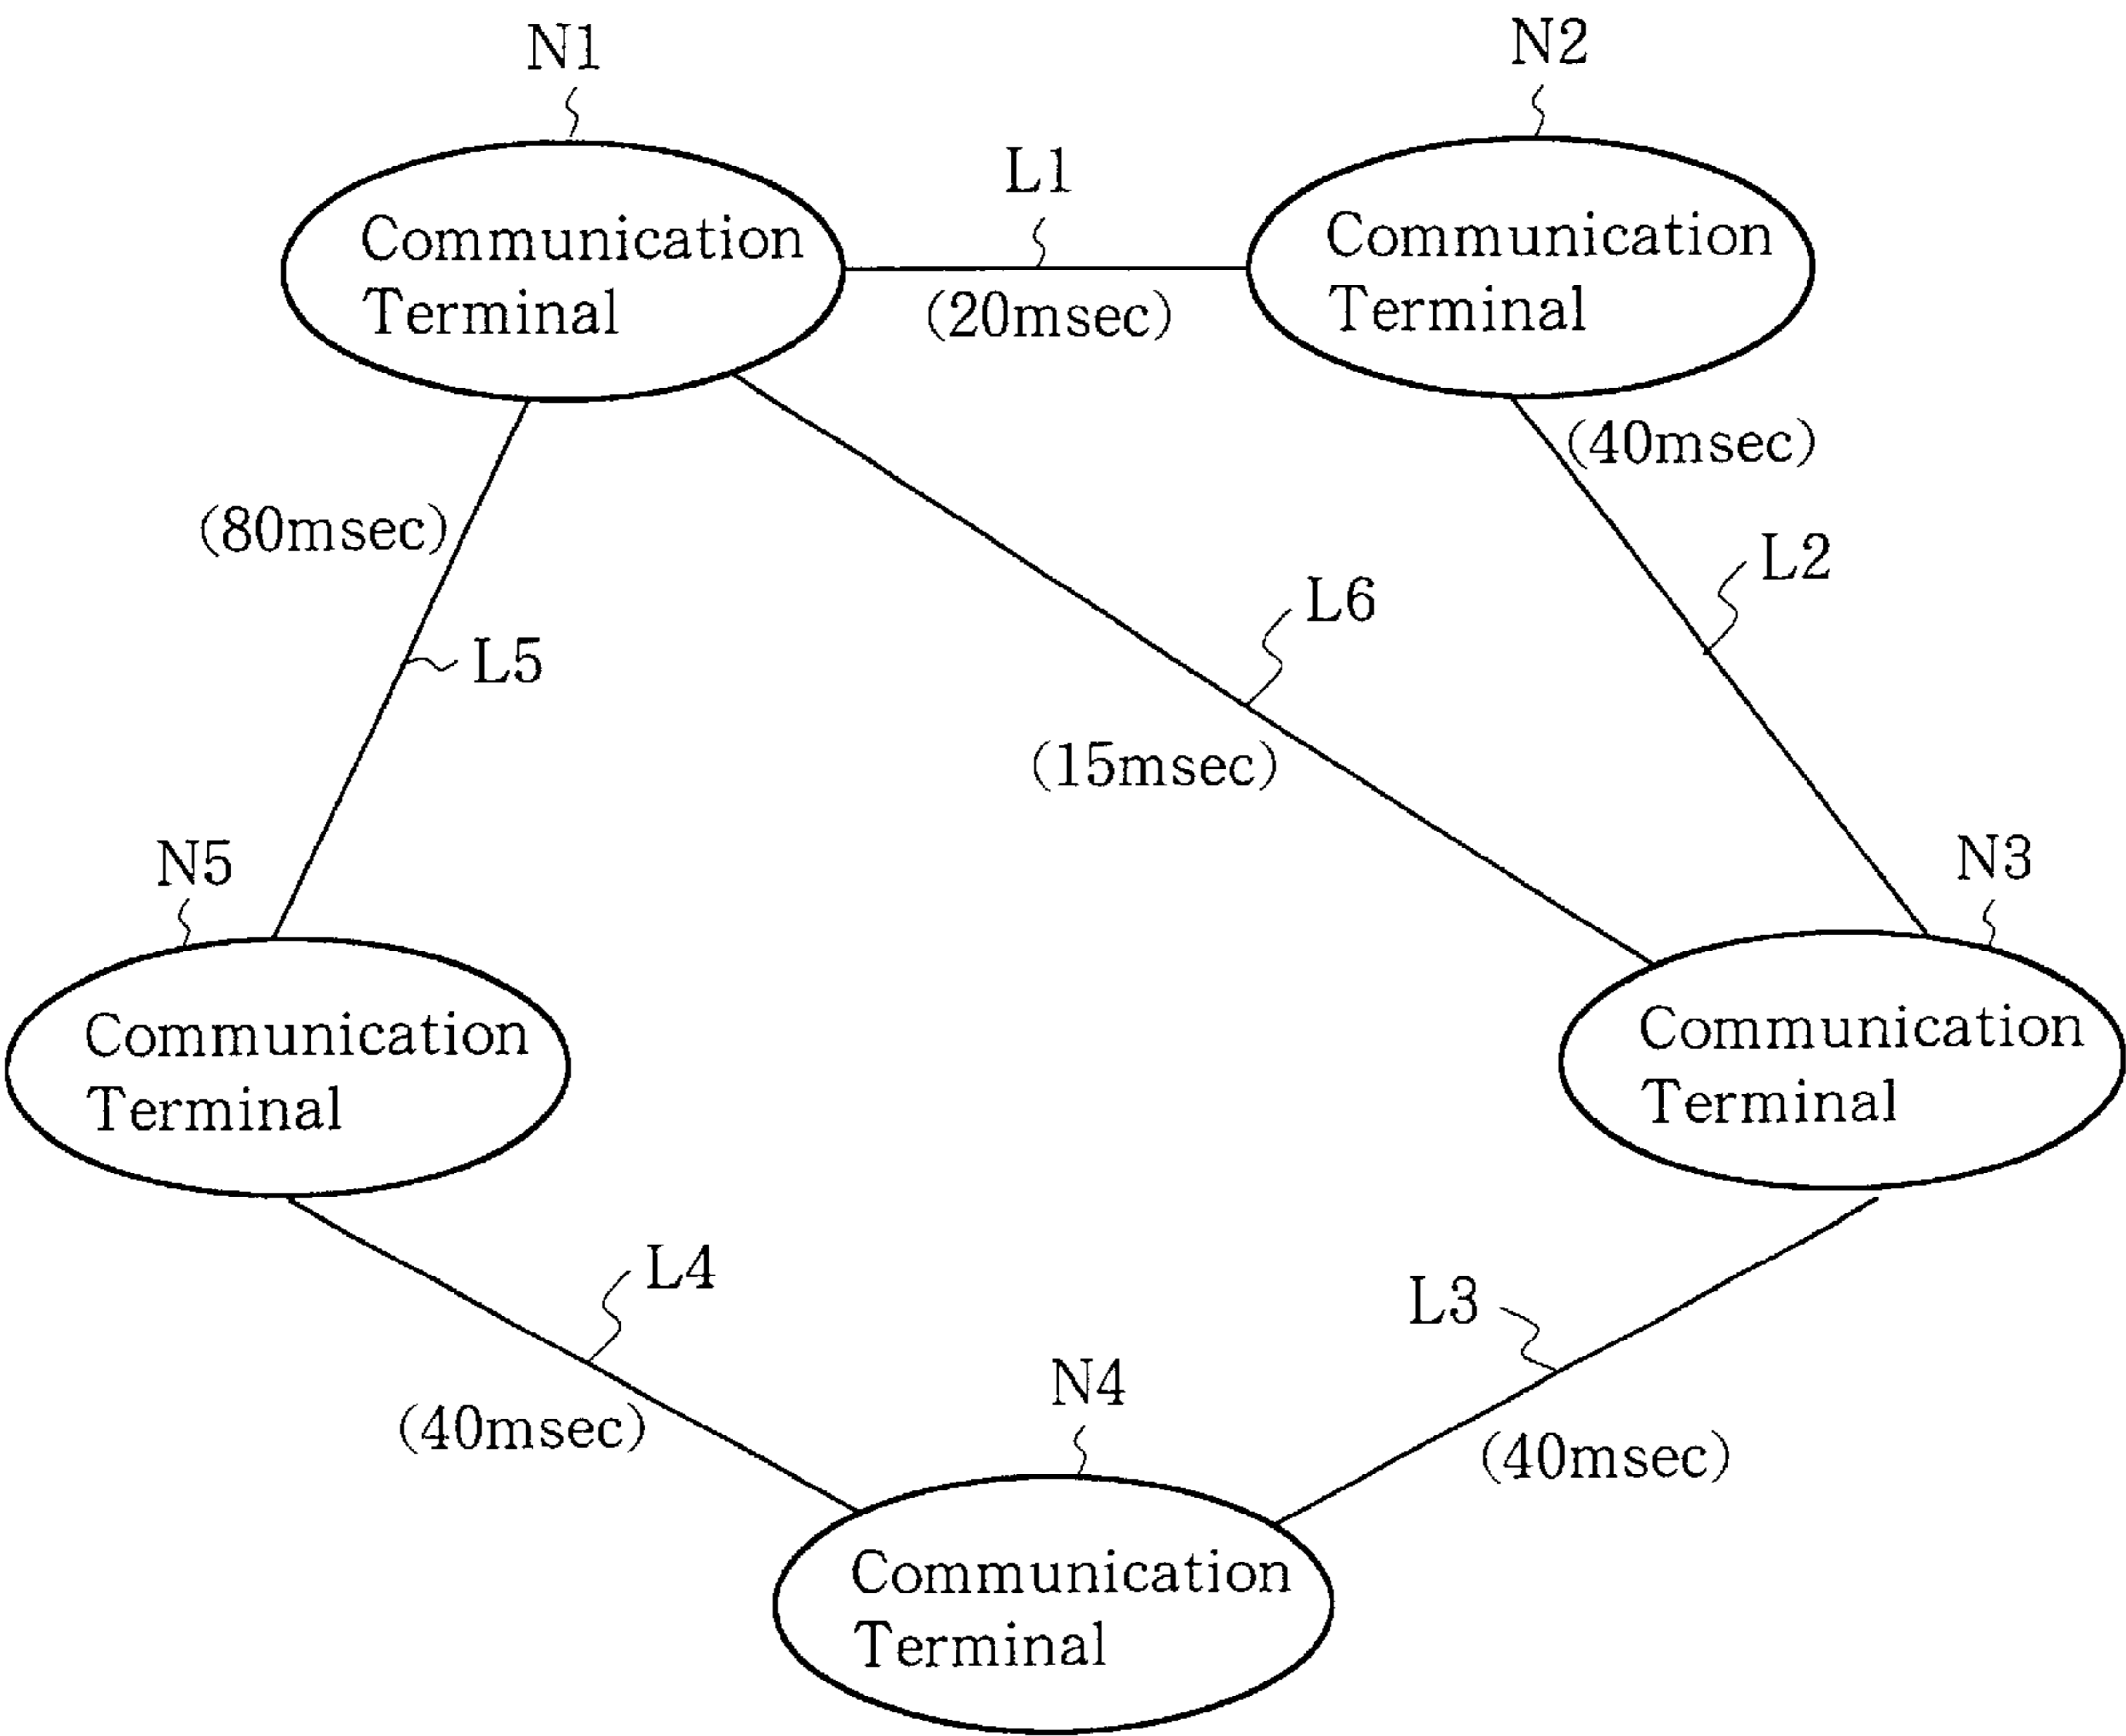 N1
N2
L1
Communication
Terminal
Communication
Terminal
(20msec)
(40msec)
(80msec)
L2
L6
L5
(15msec)
N5
N3
Communication
Terminal
Communication
Terminal
L4
L3
N4
(40msec)
(40msec)
Communication
Terminal